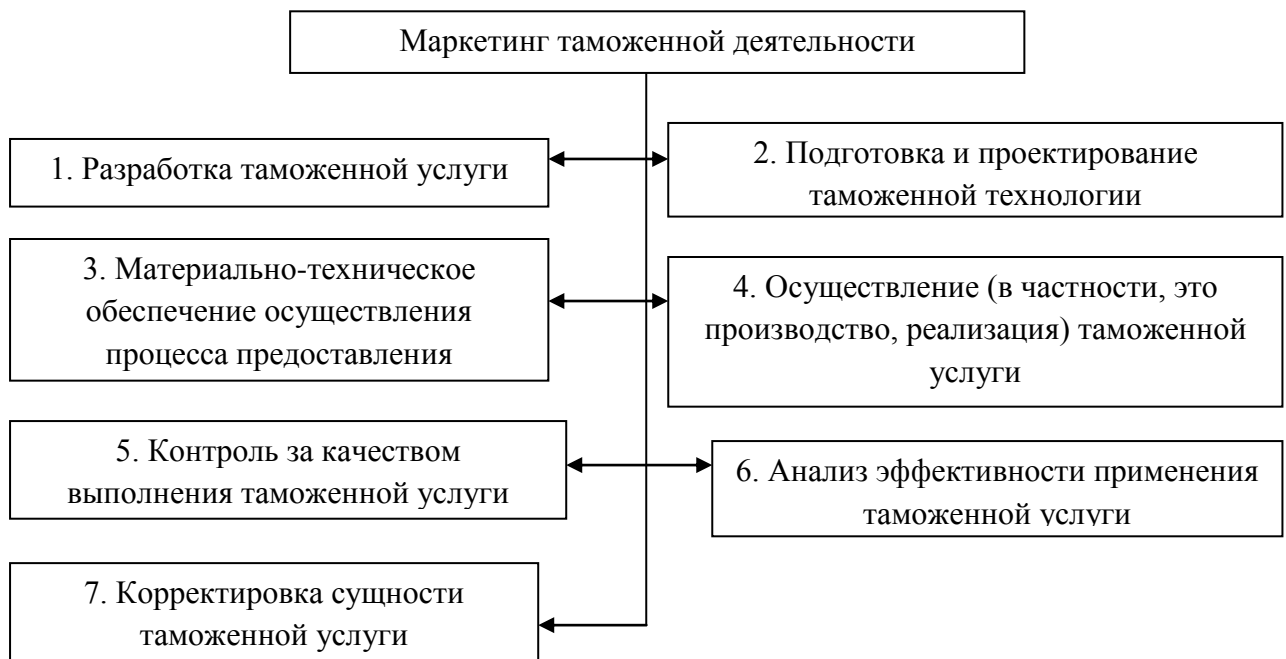 Маркетинг таможенной деятельности
1. Разработка таможенной услуги
2. Подготовка и проектирование
таможенной технологии
3. Материально-техническое
обеспечение осуществления
процесса предоставления
4. Осуществление (в частности, это
производство, реализация) таможенной
услуги
5. Контроль за качеством
выполнения таможенной услуги
6. Анализ эффективности применения
таможенной услуги
7. Корректировка сущности
таможенной услуги